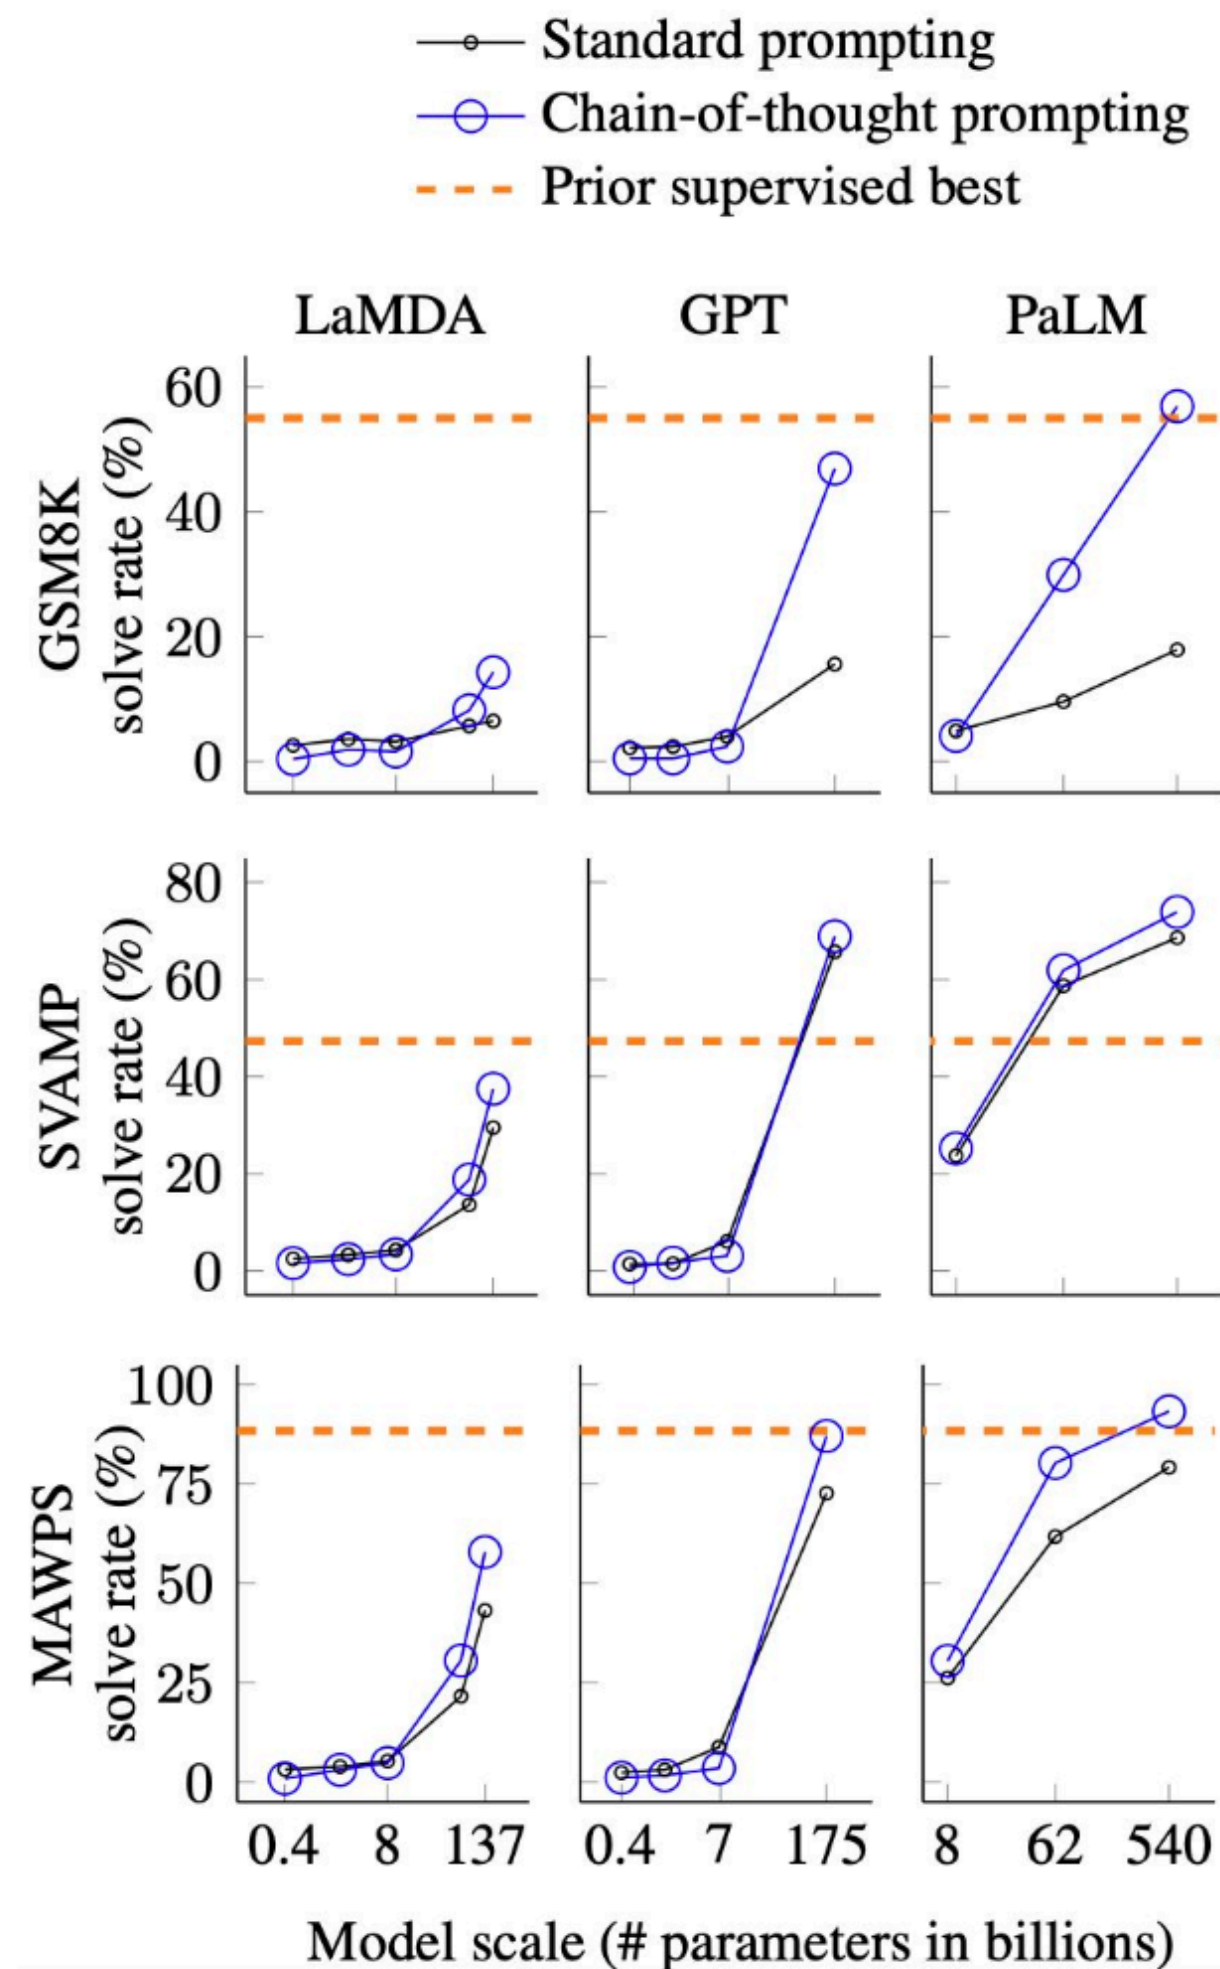 Standard prompting
Chain-of-thought prompting
Prior supervised best
LaMDA GPT PaLM
GSM8K
solve rate (%)
60
40
20
0
SVAMP
solve rate (%)
80
60
40
20
0
MAWPS
solve rate (%)
100
75
50
25
0
0.4 8 137 0.4 7 175 8 62 540
Model scale (# parameters in billions)